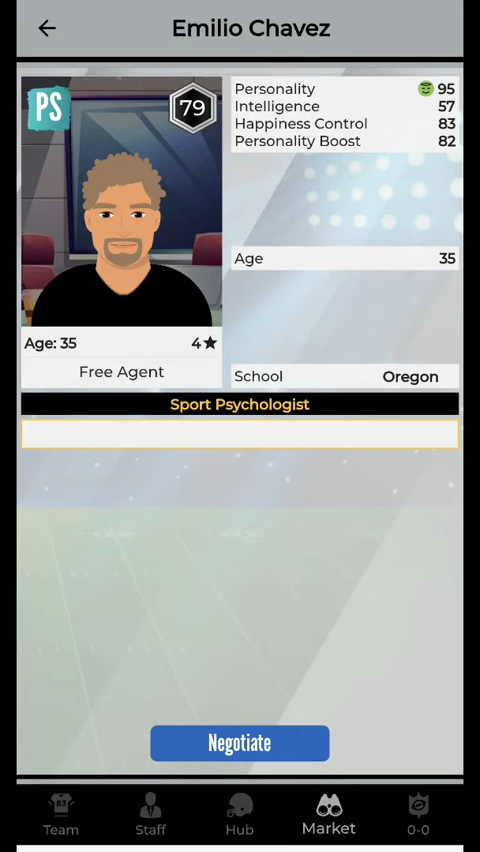 Emilio Chavez
PS
79
Personality 95
Intelligence 57
Happiness Control 83
Personality Boost 82
Age 35
Age: 35 4★
Free Agent
School Oregon
Sport Psychologist
Negotiate
83
Team Staff Hub Market 0-0